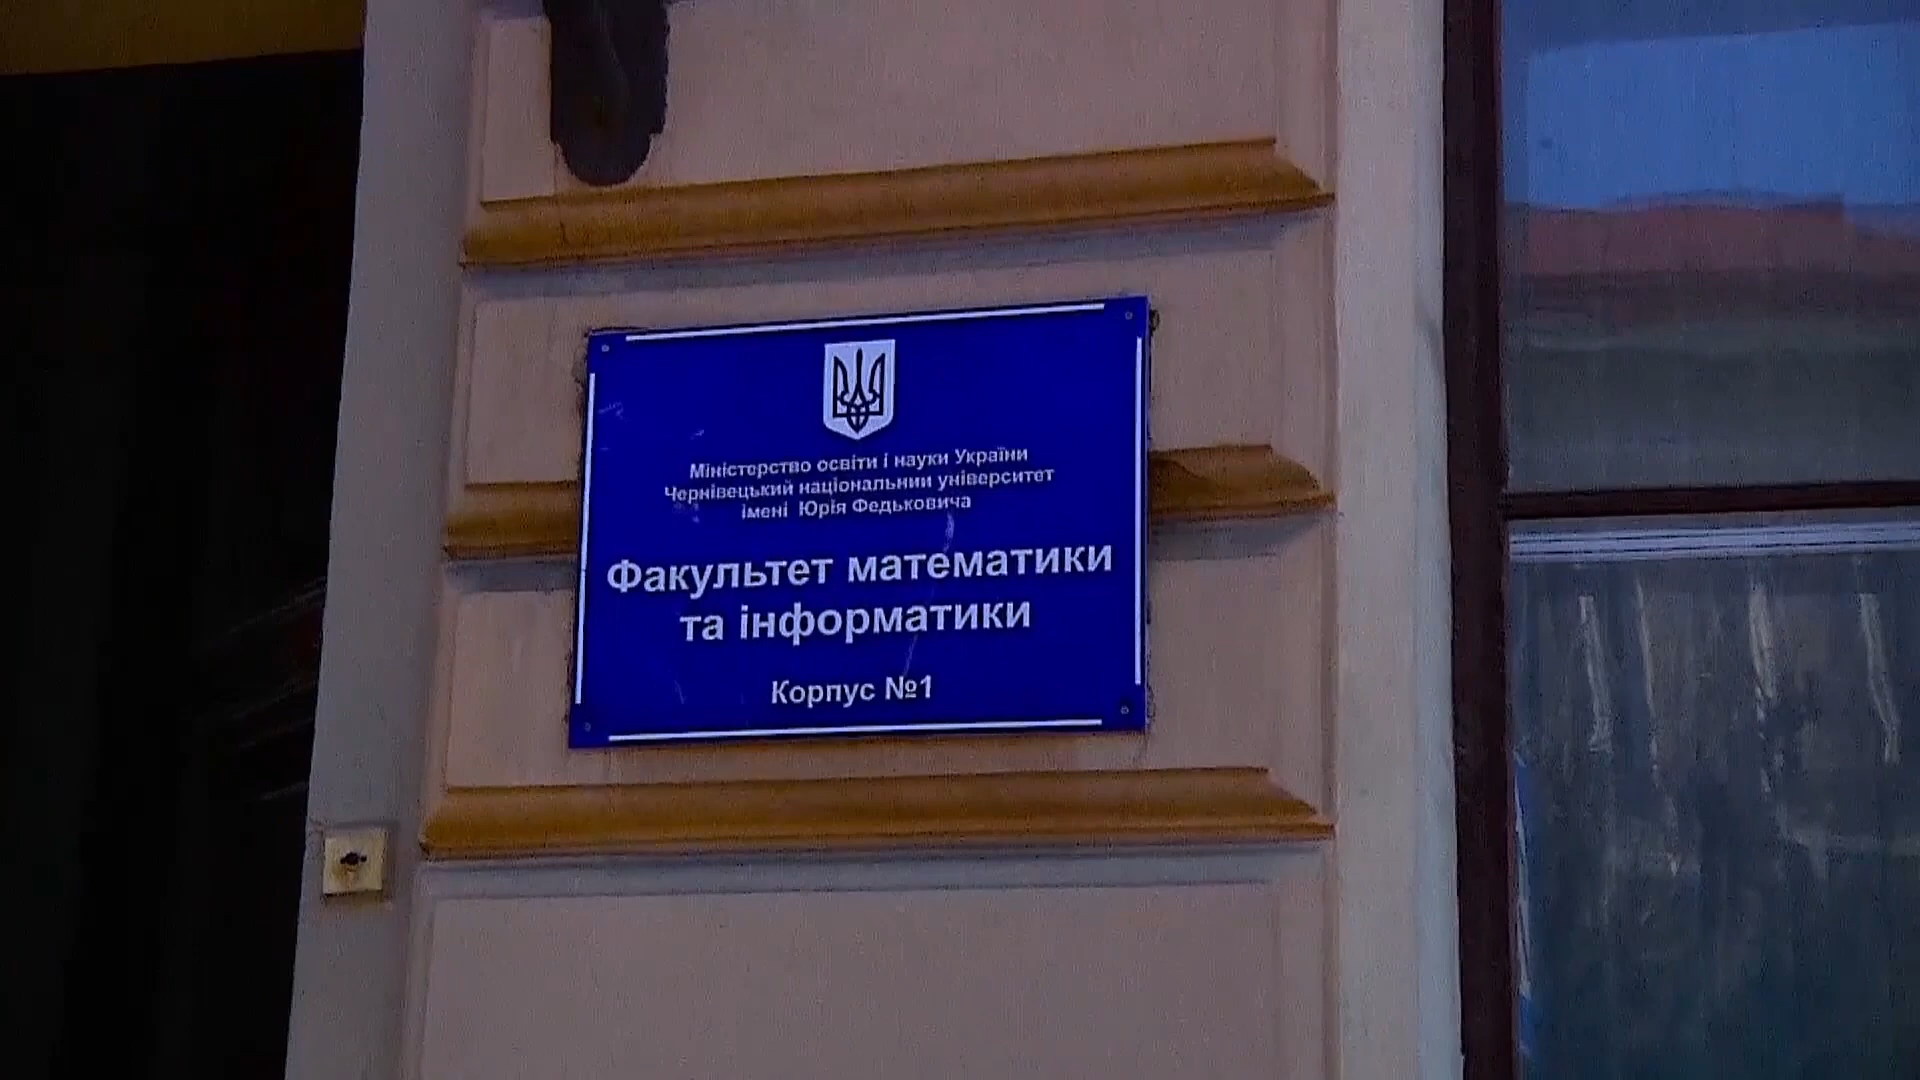 Міністерство освіти і науки України
Чернівецький національний університет
імені Юрія Федьковича
Факультет математики
та інформатики
Корпус №1